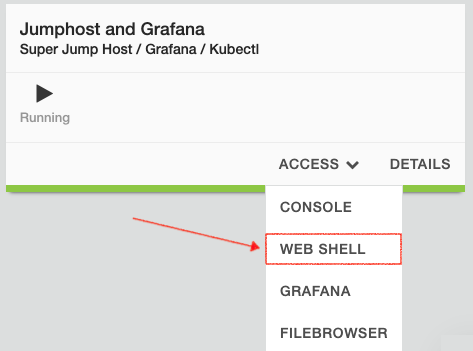 Jumphost and Grafana
Super Jump Host / Grafana / Kubectl
Running
ACCESS DETAILS
CONSOLE
WEB SHELL
GRAFANA
FILEBROWSER